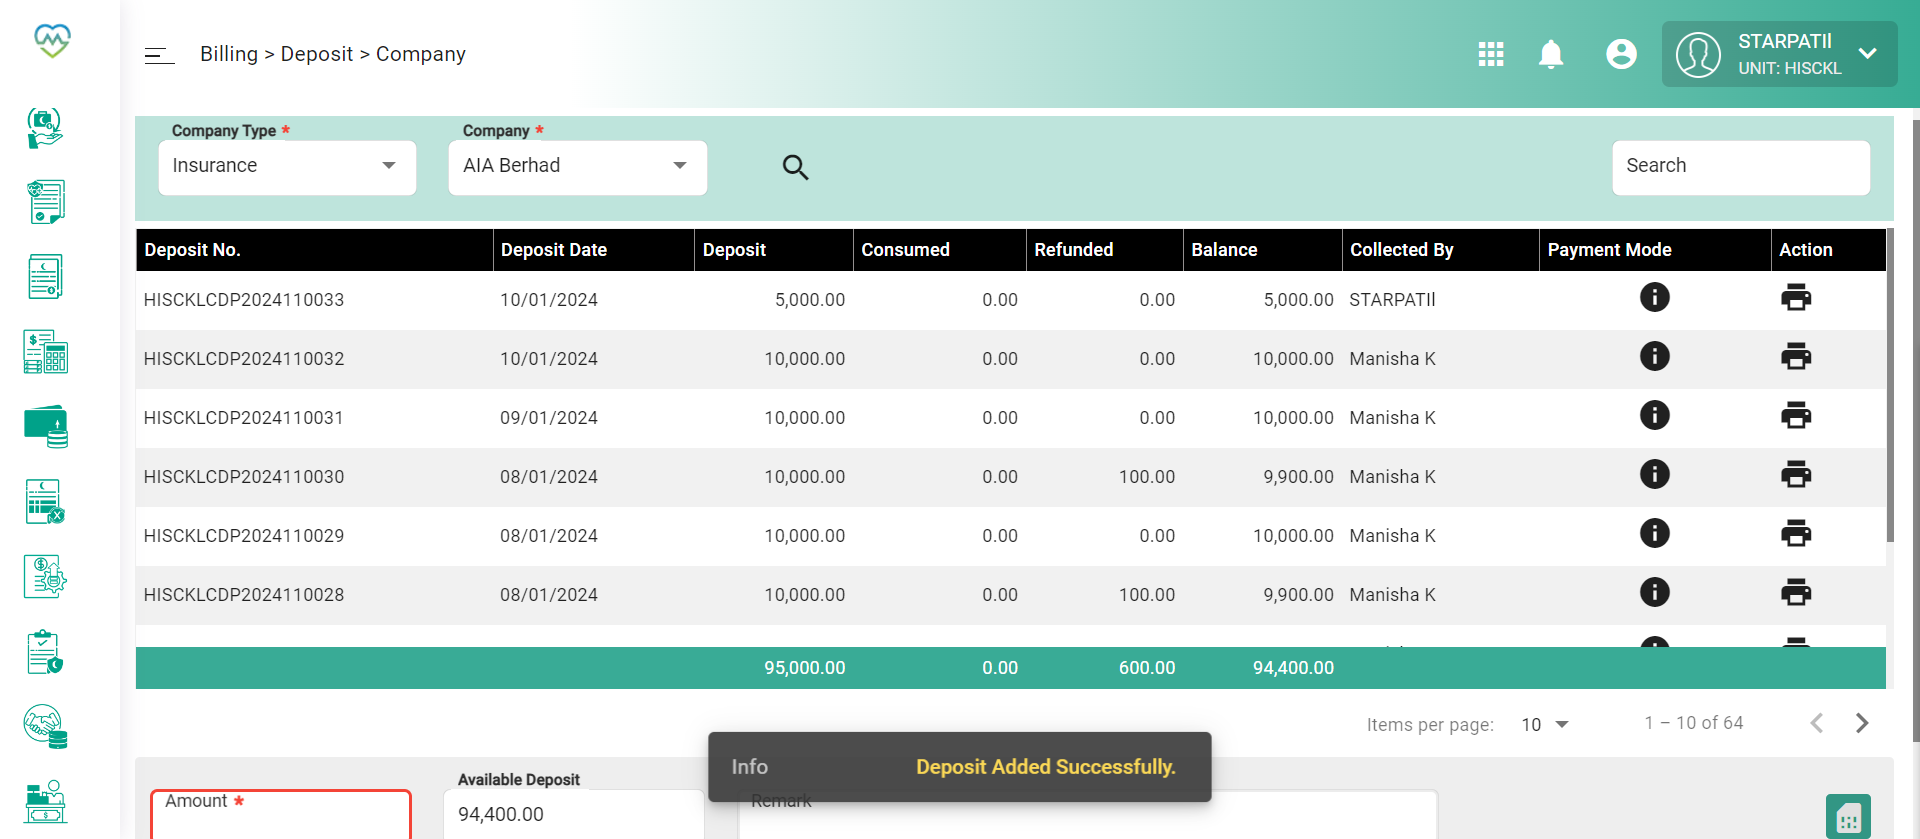 Billing > Deposit > Company
STARPATIl
UNIT: HISCKL
Company Type *
Company *
Insurance
AIA Berhad
Search
Deposit No. Deposit Date Deposit Consumed Refunded Balance Collected By Payment Mode Action
HISCKLCDP2024110033 10/01/2024 5,000.00 0.00 0.00 5,000.00 STARPATIl
HISCKLCDP2024110032 10/01/2024 10,000.00 0.00 0.00 10,000.00 Manisha K
HISCKLCDP2024110031 09/01/2024 10,000.00 0.00 0.00 10,000.00 Manisha K
HISCKLCDP2024110030 08/01/2024 10,000.00 0.00 100.00 9,900.00 Manisha K
HISCKLCDP2024110029 08/01/2024 10,000.00 0.00 0.00 10,000.00 Manisha K
HISCKLCDP2024110028 08/01/2024 10,000.00 0.00 100.00 9,900.00 Manisha K
95,000.00 0.00 600.00 94,400.00
Items per page: 10 1 – 10 of 64
Info Deposit Added Successfully.
Available Deposit
Amount *
Remark
94,400.00